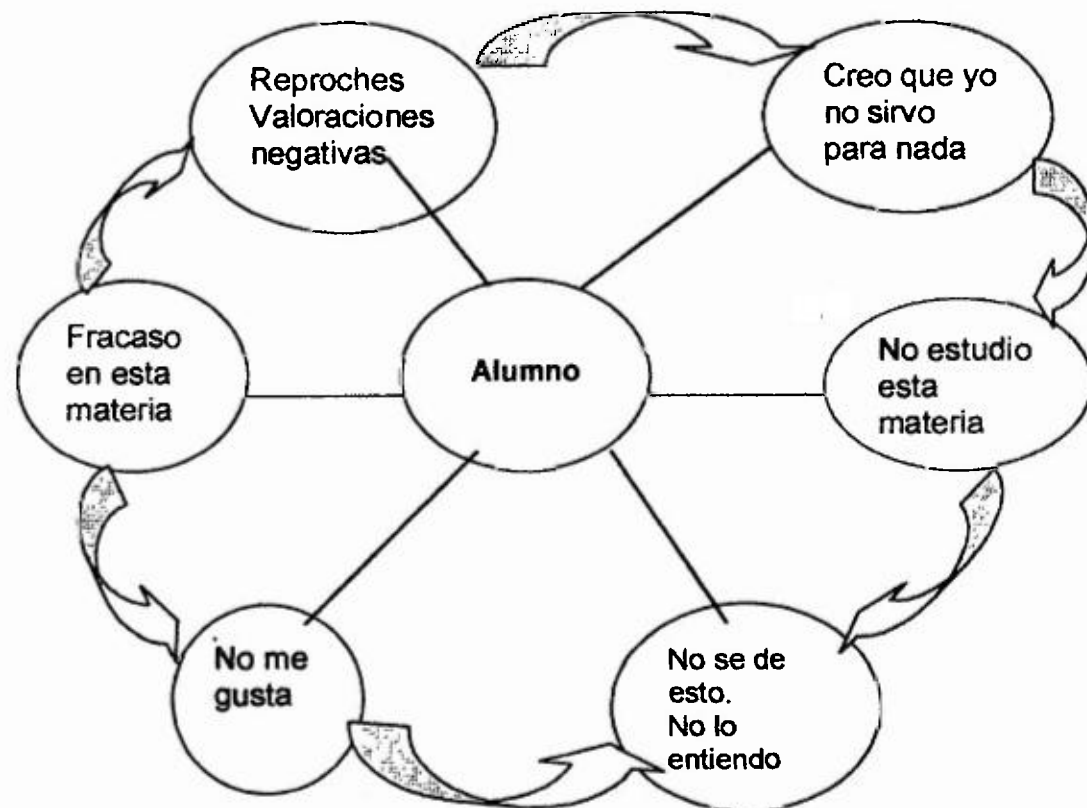 Reproches
Valoraciones
negativas
Creo que yo
no sirvo
para nada
Fracaso
en esta
materia
Alumno
No estudio
esta
materia
No me
gusta
No se de
esto.
No lo
entiendo